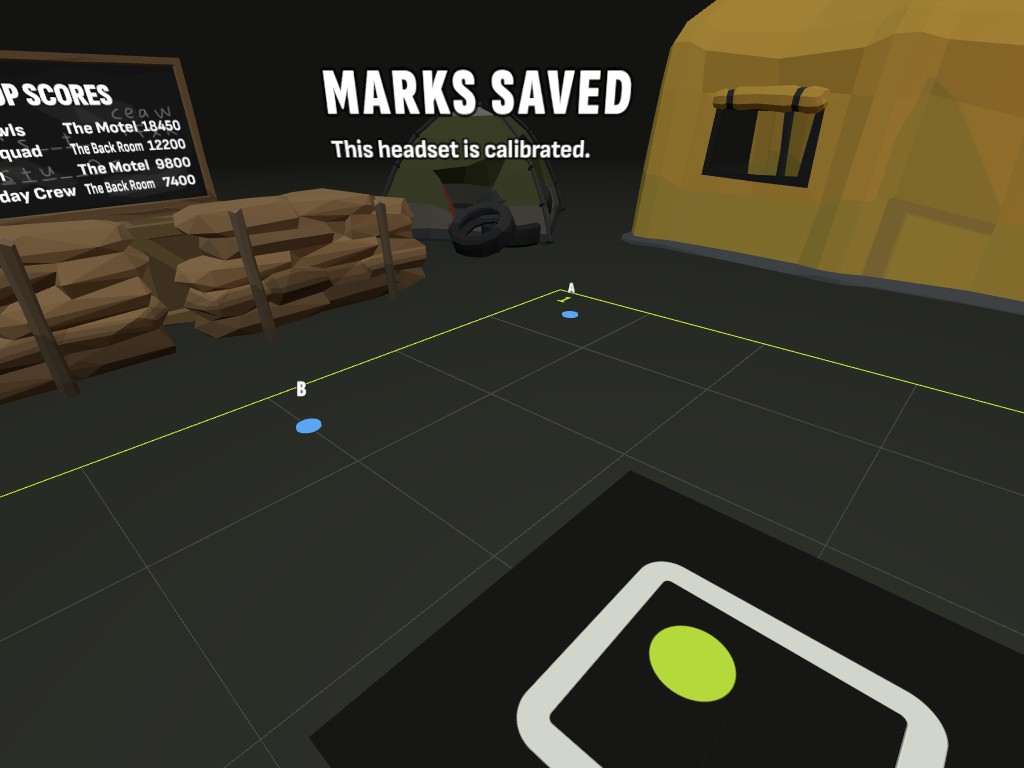 OP SCORES
wls The Motel 18450
quad The Back Room 12200
The Motel 9800
day Crew The Back Room 7400
MARKS SAVED
This headset is calibrated.
A
B